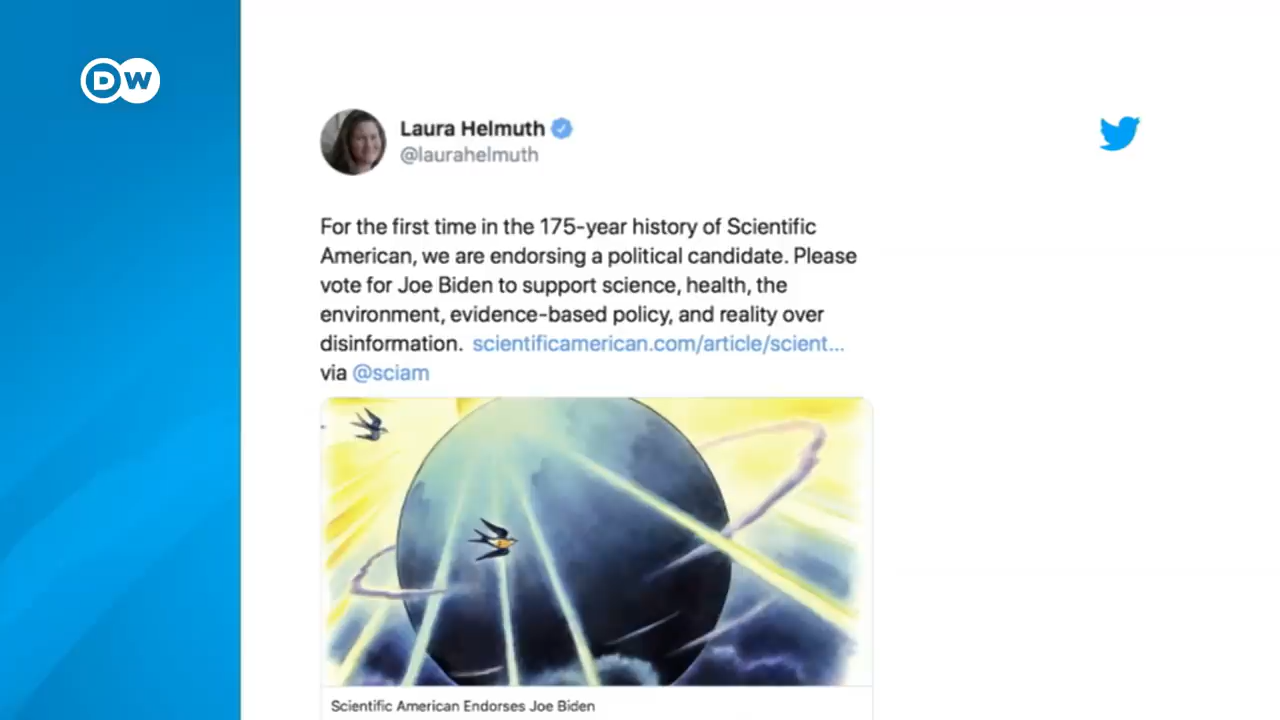 DW
Laura Helmuth
@laurahelmuth
For the first time in the 175-year history of Scientific
American, we are endorsing a political candidate. Please
vote for Joe Biden to support science, health, the
environment, evidence-based policy, and reality over
disinformation. scientificamerican.com/article/scient...
via @sciam
Scientific American Endorses Joe Biden